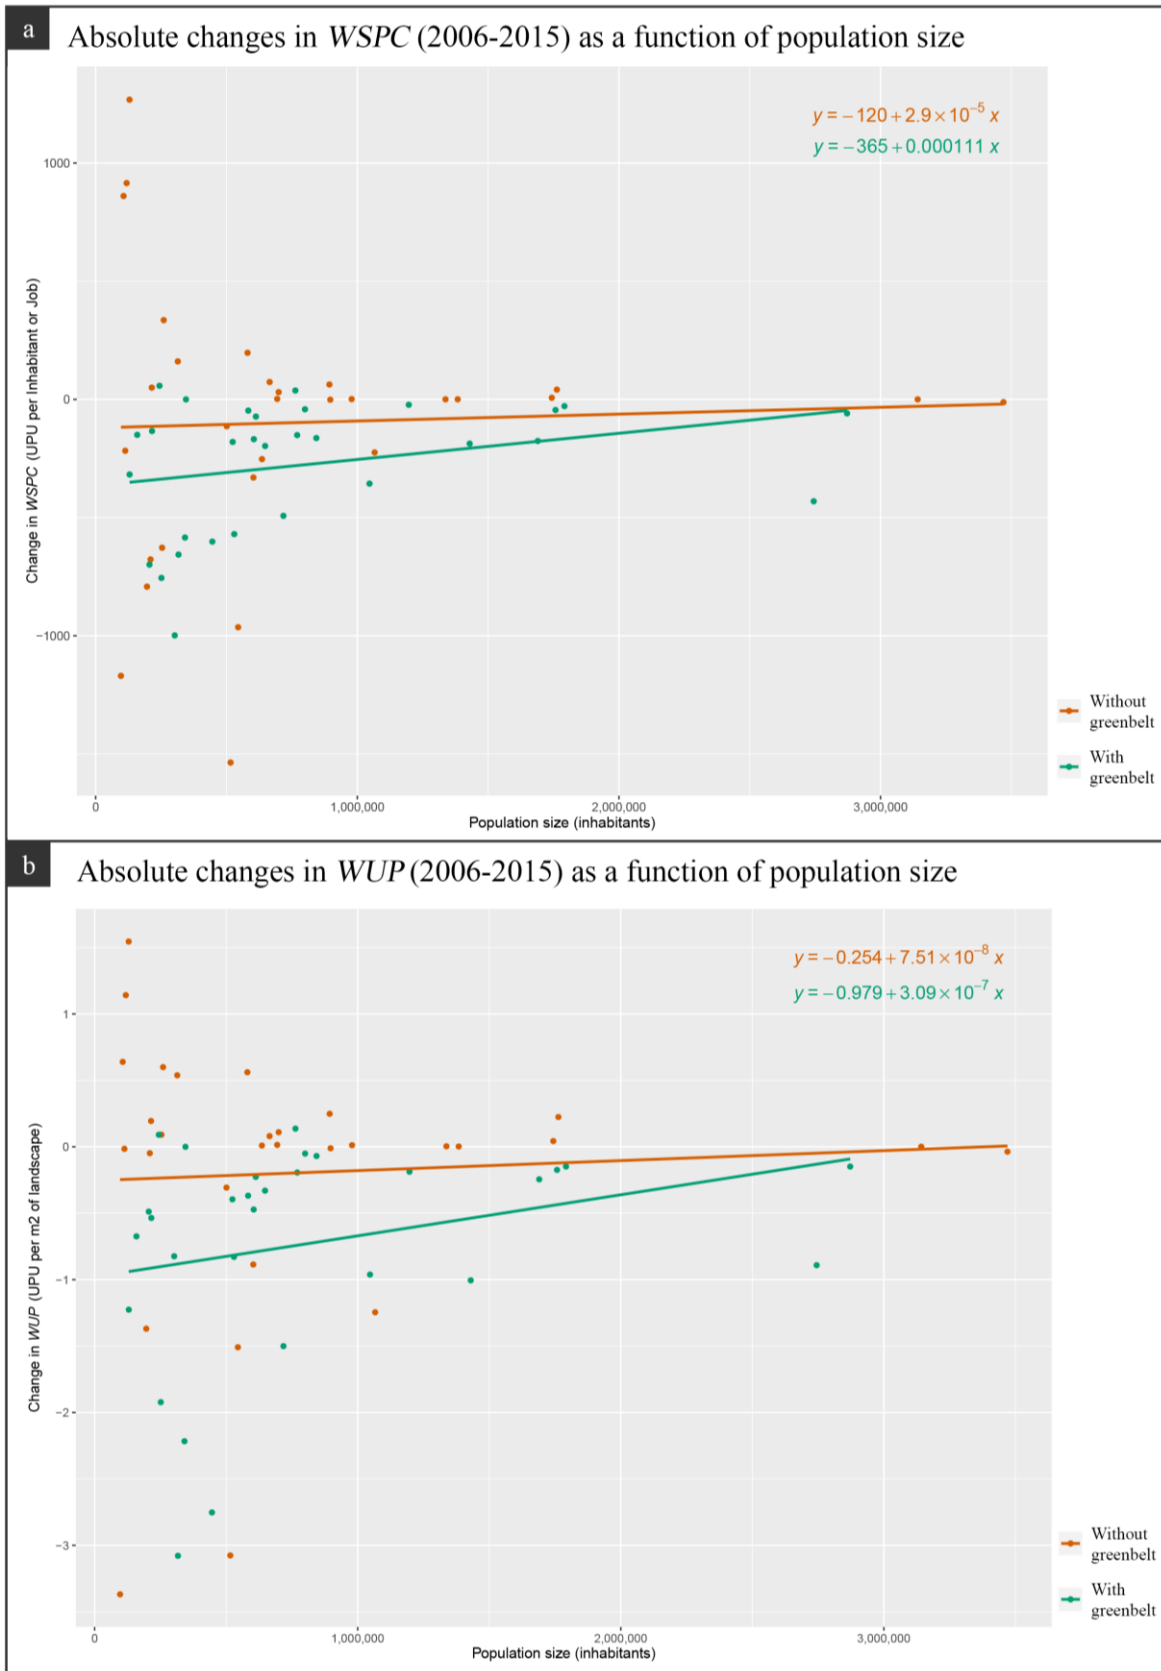 a
Absolute changes in WSPC (2006-2015) as a function of population size
y = −120 + 2.9 × 10⁻⁵ x
y = −365 + 0.000111 x
1000
0
−1000
Change in WSPC (UPU per Inhabitant or Job)
0
1,000,000
2,000,000
3,000,000
Population size (inhabitants)
Without
greenbelt
With
greenbelt
b
Absolute changes in WUP (2006-2015) as a function of population size
y = −0.254 + 7.51 × 10⁻⁸ x
y = −0.979 + 3.09 × 10⁻⁷ x
1
0
−1
−2
−3
Change in WUP (UPU per m2 of landscape)
0
1,000,000
2,000,000
3,000,000
Population size (inhabitants)
Without
greenbelt
With
greenbelt